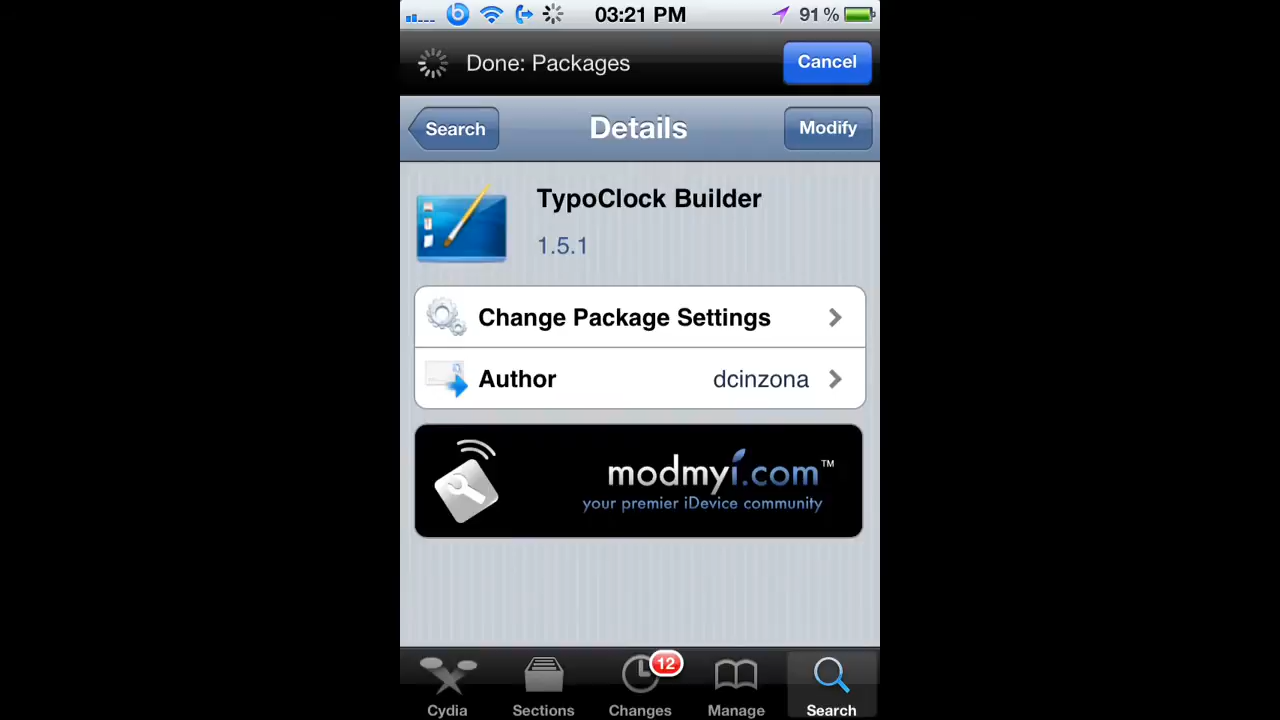 03:21 PM
91 %
Done: Packages
Cancel
Search
Details
Modify
TypoClock Builder
1.5.1
Change Package Settings
Author
dcinzona
modmyi.com™
your premier iDevice community
12
Cydia
Sections
Changes
Manage
Search